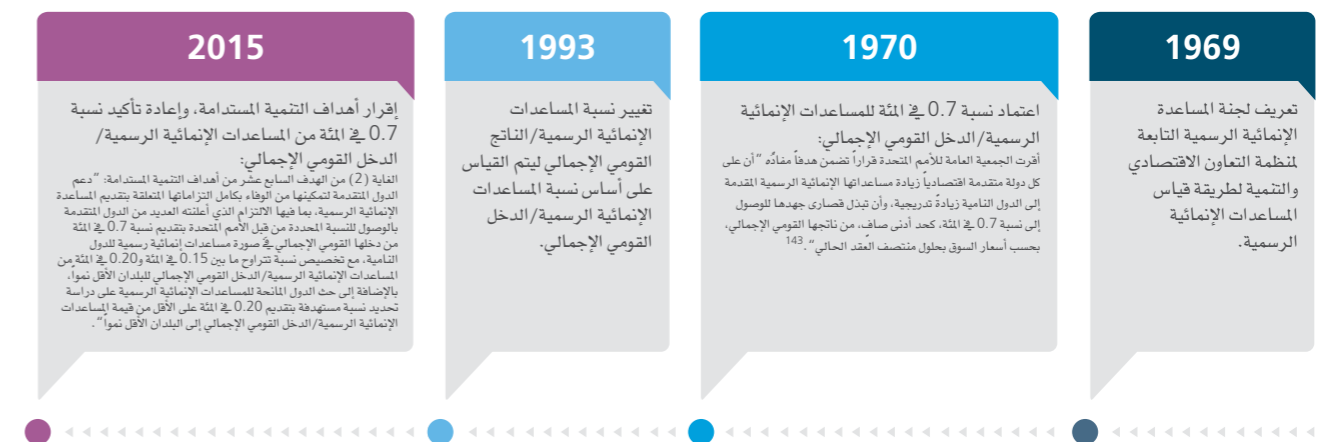 1969
تعريف لجنة المساعدة
الإنمائية الرسمية التابعة
لمنظمة التعاون الاقتصادي
والتنمية لطريقة قياس
المساعدات الإنمائية
الرسمية.
1970
اعتماد نسبة 0.7 في المئة للمساعدات الإنمائية
الرسمية/الدخل القومي الإجمالي:
أقرت الجمعية العامة للأمم المتحدة قراراً تضمن هدفاً مفادُه "أن على
كل دولة متقدمة اقتصادياً زيادة مساعداتها الإنمائية الرسمية المقدمة
إلى الدول النامية زيادةً تدريجية، وأن تبذل قصارى جهدها للوصول
إلى نسبة 0.7 في المئة، كحد أدنى صافٍ، من ناتجها القومي الإجمالي،
بحسب أسعار السوق بحلول منتصف العقد الحالي". 143
1993
تغيير نسبة المساعدات
الإنمائية الرسمية/الناتج
القومي الإجمالي ليتم القياس
على أساس نسبة المساعدات
الإنمائية الرسمية/الدخل
القومي الإجمالي.
2015
إقرار أهداف التنمية المستدامة، وإعادة تأكيد نسبة
0.7 في المئة من المساعدات الإنمائية الرسمية/
الدخل القومي الإجمالي:
الغاية (2) من الهدف السابع عشر من أهداف التنمية المستدامة: "دعم
الدول المتقدمة لتمكينها من الوفاء بكامل التزاماتها المتعلقة بتقديم المساعدة
الإنمائية الرسمية، بما فيها الالتزام الذي أعلنته العديد من الدول المتقدمة
بالوصول للنسبة المحددة من قبل الأمم المتحدة بتقديم نسبة 0.7 في المئة
من دخلها القومي الإجمالي في صورة مساعدات إنمائية رسمية للدول
النامية، مع تخصيص نسبة تتراوح ما بين 0.15 في المئة و0.20 في المئة من
المساعدات الإنمائية الرسمية/الدخل القومي الإجمالي للبلدان الأقل نمواً،
بالإضافة إلى حث الدول المانحة للمساعدات الإنمائية الرسمية على دراسة
تحديد نسبة مستهدفة بتقديم 0.20 في المئة على الأقل من قيمة المساعدات
الإنمائية الرسمية/الدخل القومي الإجمالي إلى البلدان الأقل نمواً".